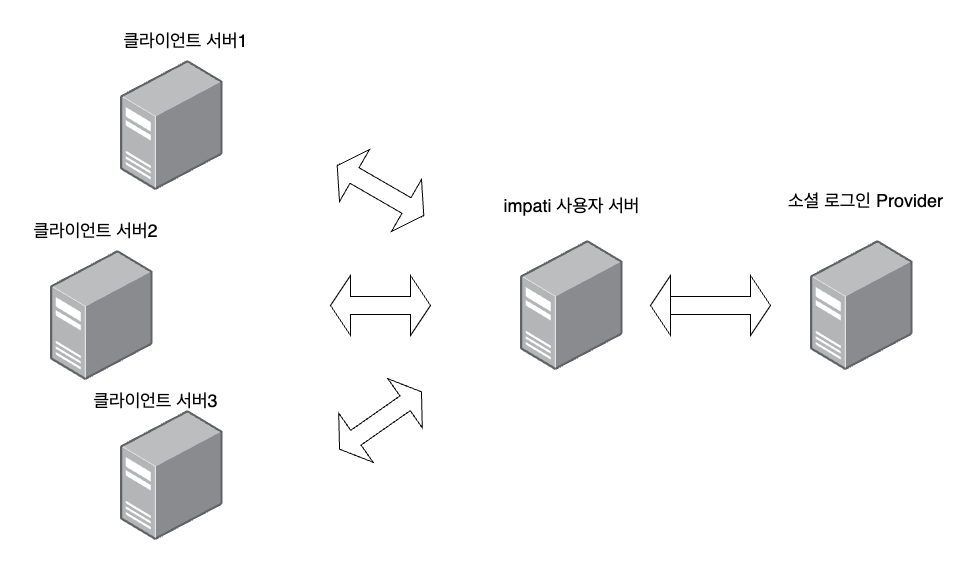 클라이언트 서버1
impati 사용자 서버
소셜 로그인 Provider
클라이언트 서버2
클라이언트 서버3